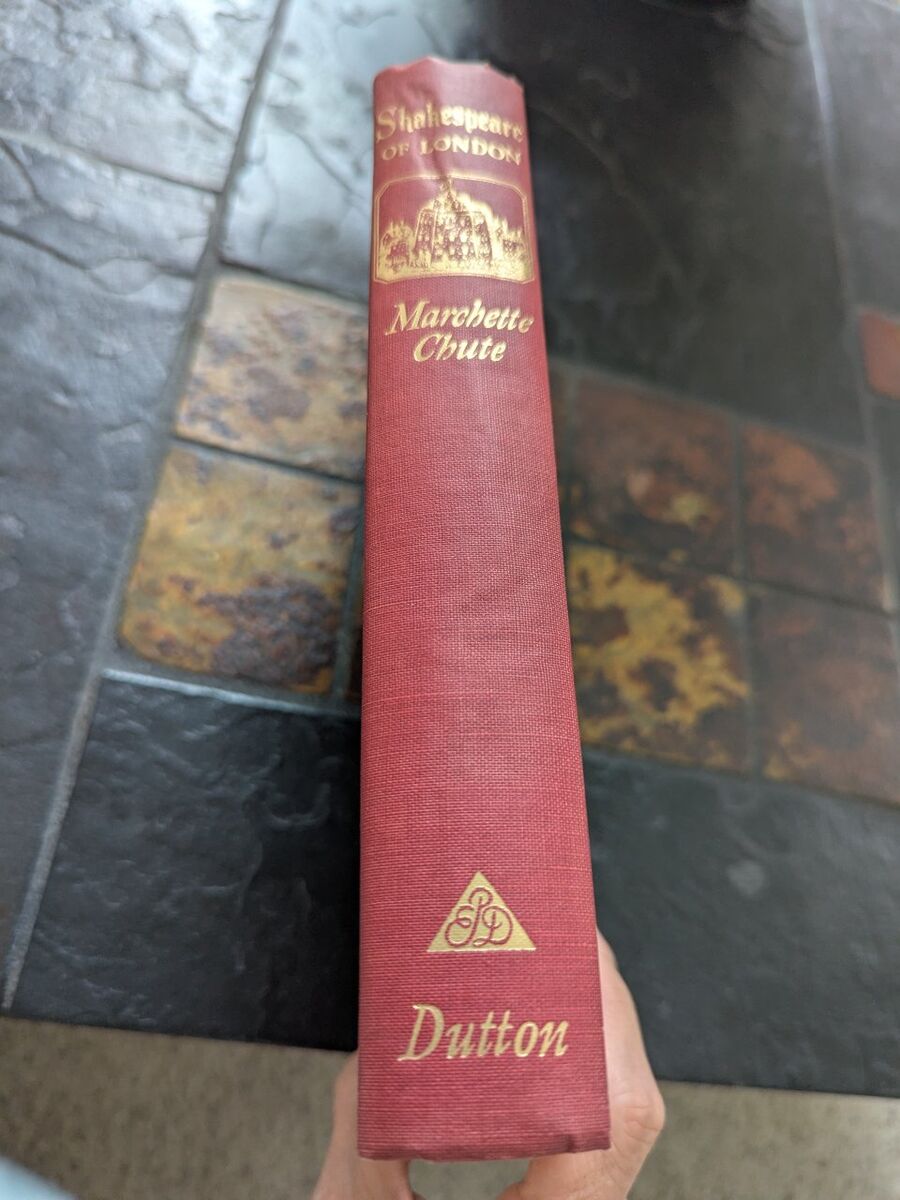 Shakespeare
OF LONDON
Marchette
Chute
EPD
Dutton